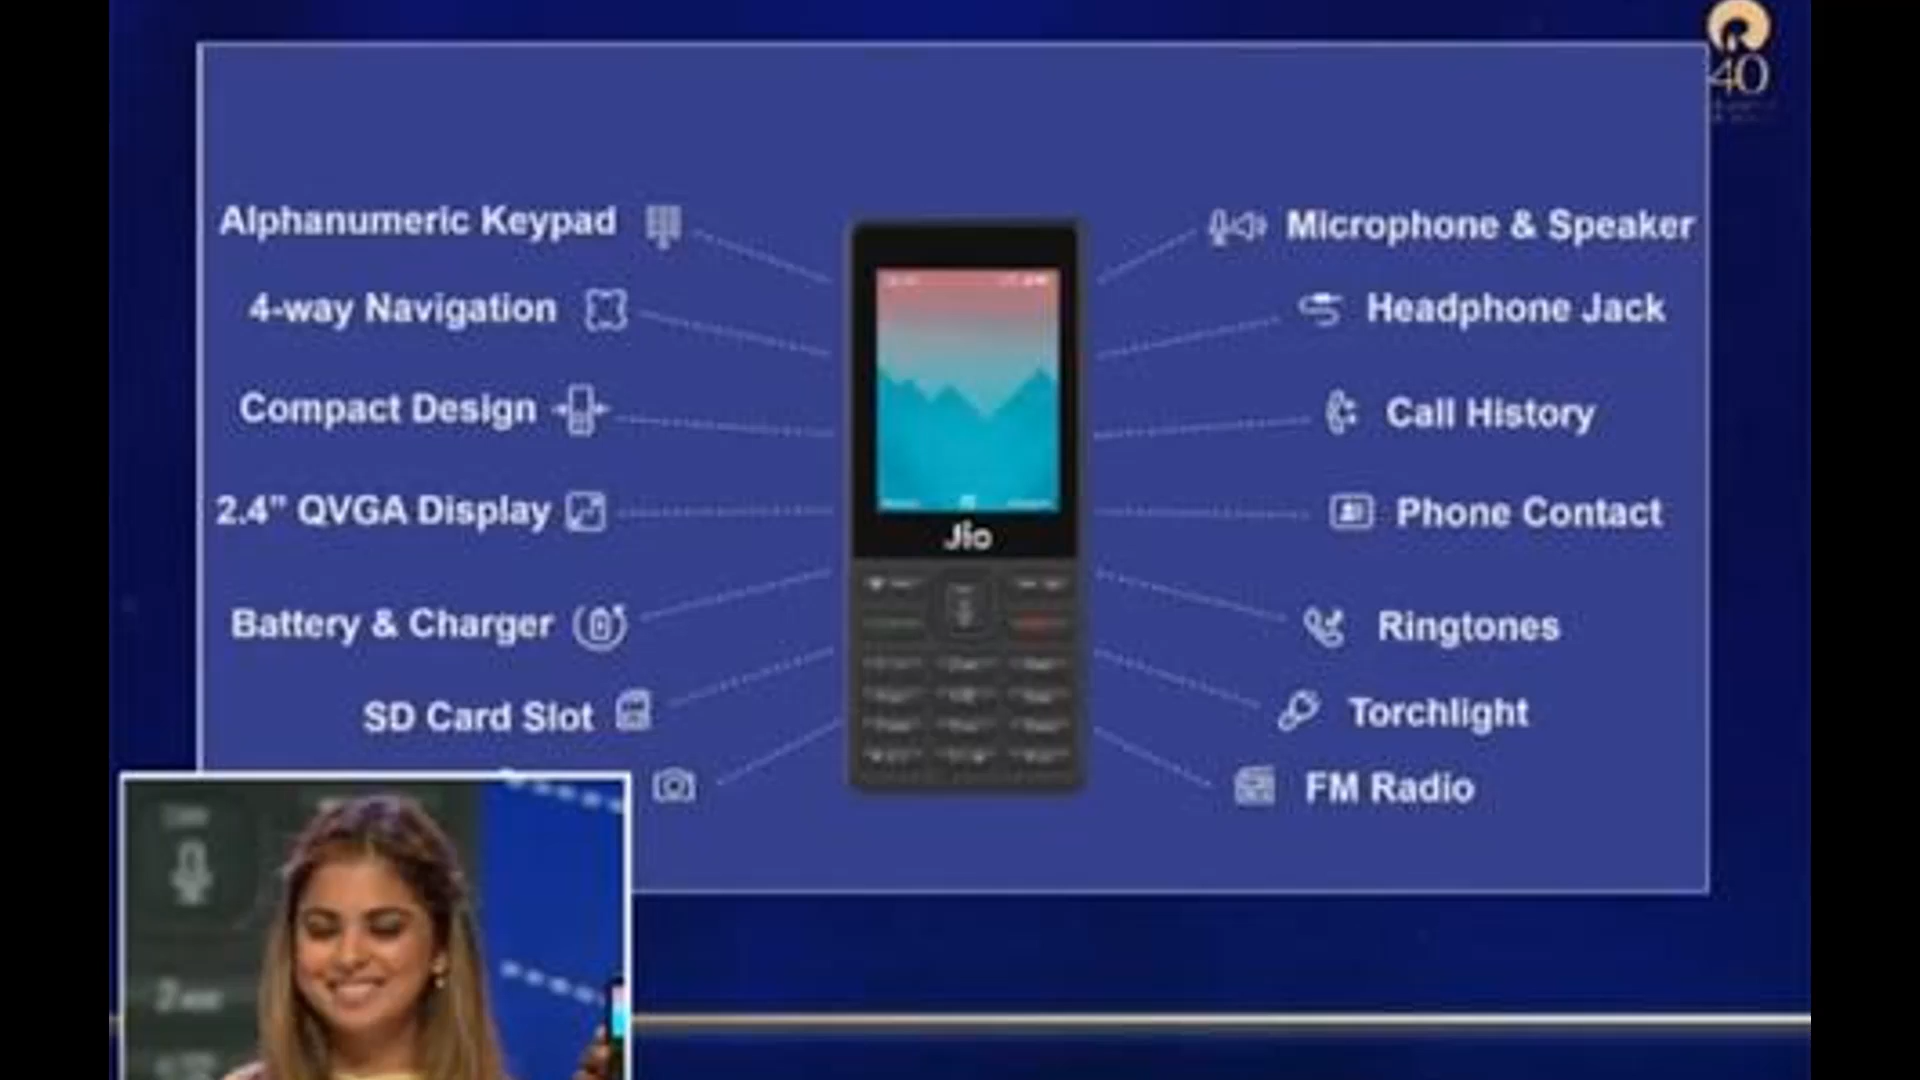 R
40
Alphanumeric Keypad
4-way Navigation
Compact Design
2.4” QVGA Display
Battery & Charger
SD Card Slot
Jio
Microphone & Speaker
Headphone Jack
Call History
Phone Contact
Ringtones
Torchlight
FM Radio